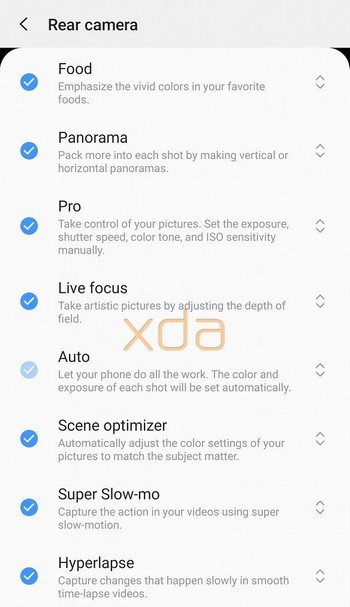 Rear camera
Food
Emphasize the vivid colors in your favorite
foods.
Panorama
Pack more into each shot by making vertical or
horizontal panoramas.
Pro
Take control of your pictures. Set the exposure,
shutter speed, color tone, and ISO sensitivity
manually.
Live focus
Take artistic pictures by adjusting the depth of
field.
xda
Auto
Let your phone do all the work. The color and
exposure of each shot will be set automatically.
Scene optimizer
Automatically adjust the color settings of your
pictures to match the subject matter.
Super Slow-mo
Capture the action in your videos using super
slow-motion.
Hyperlapse
Capture changes that happen slowly in smooth
time-lapse videos.